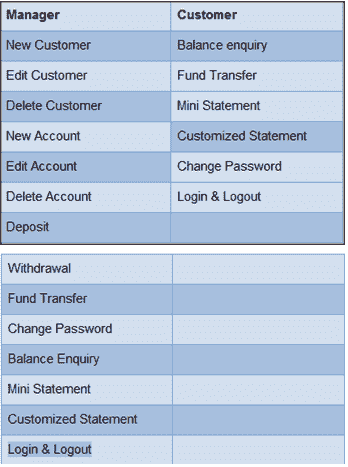 Manager Customer
New Customer Balance enquiry
Edit Customer Fund Transfer
Delete Customer Mini Statement
New Account Customized Statement
Edit Account Change Password
Delete Account Login & Logout
Deposit
Withdrawal
Fund Transfer
Change Password
Balance Enquiry
Mini Statement
Customized Statement
Login & Logout